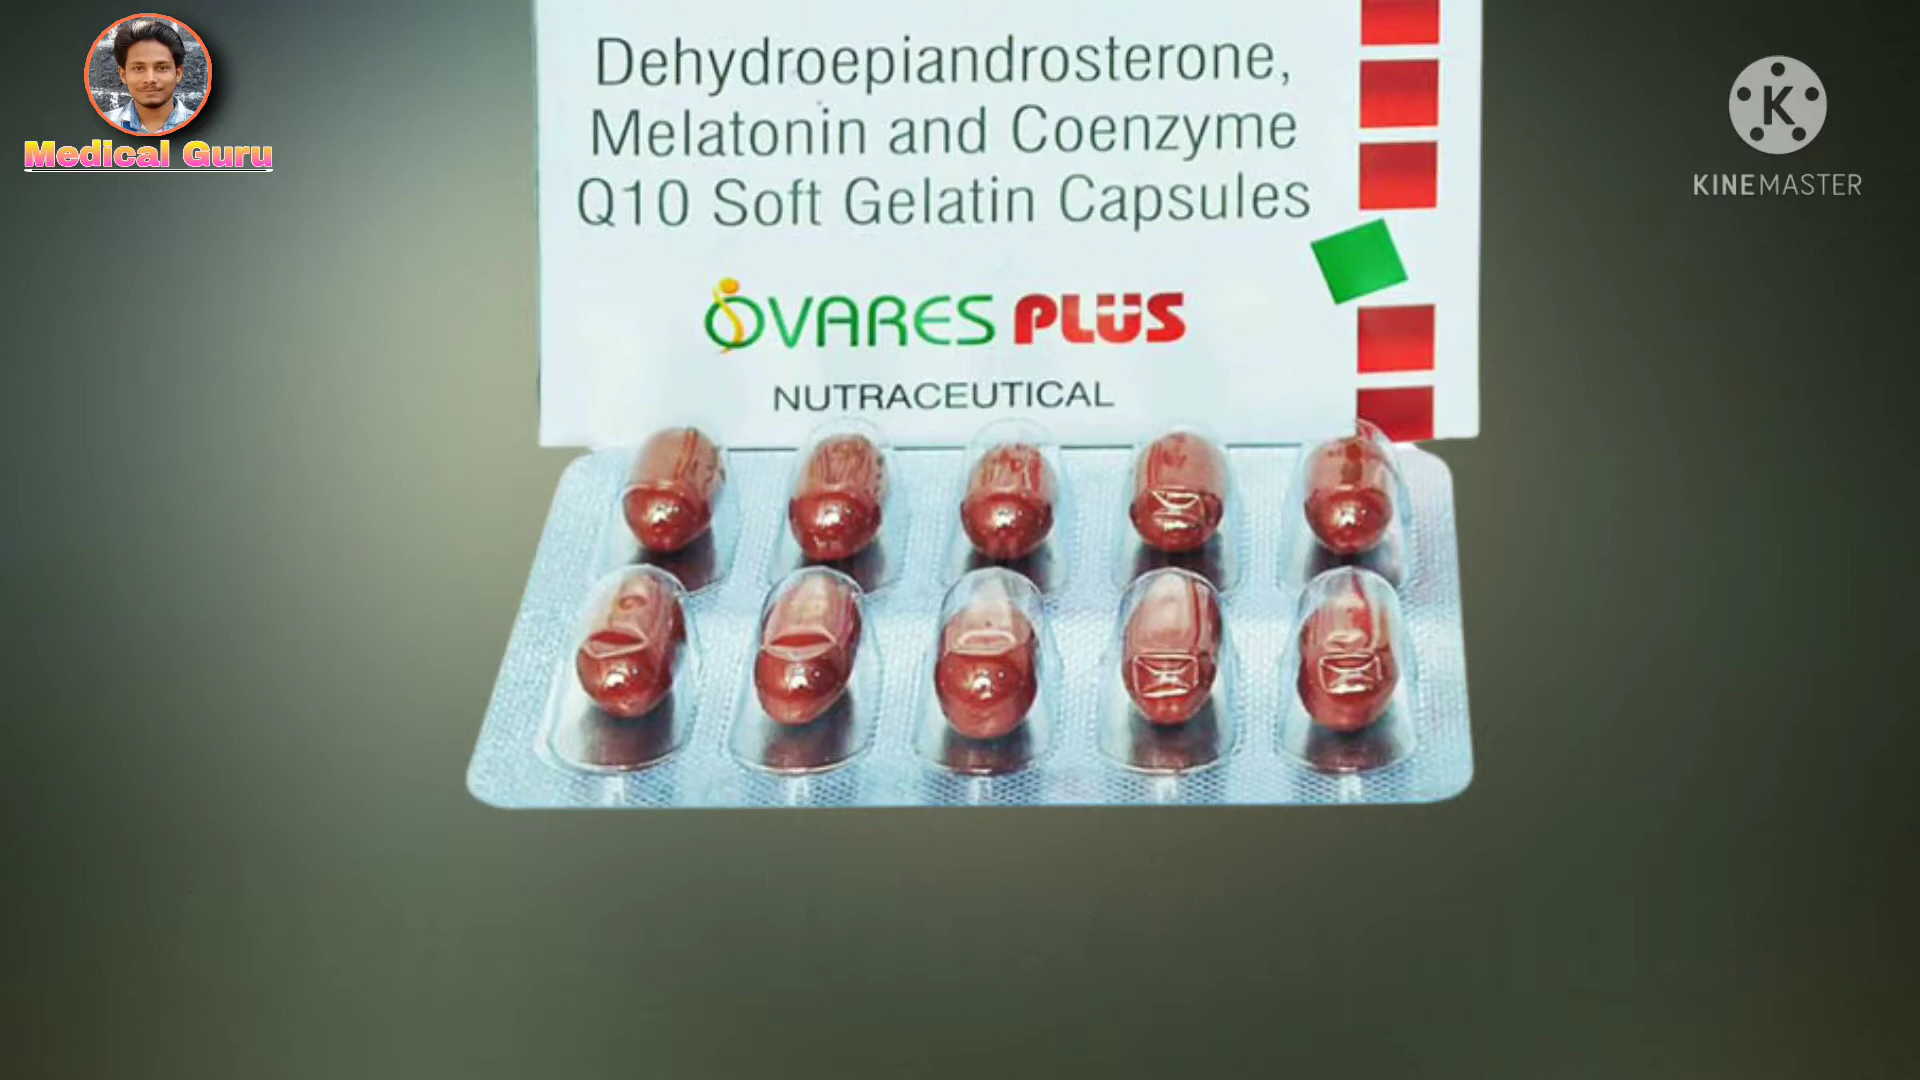 Medical Guru
Dehydroepiandrosterone,
Melatonin and Coenzyme
Q10 Soft Gelatin Capsules
OVARES PLUS
NUTRACEUTICAL
K
KINEMASTER